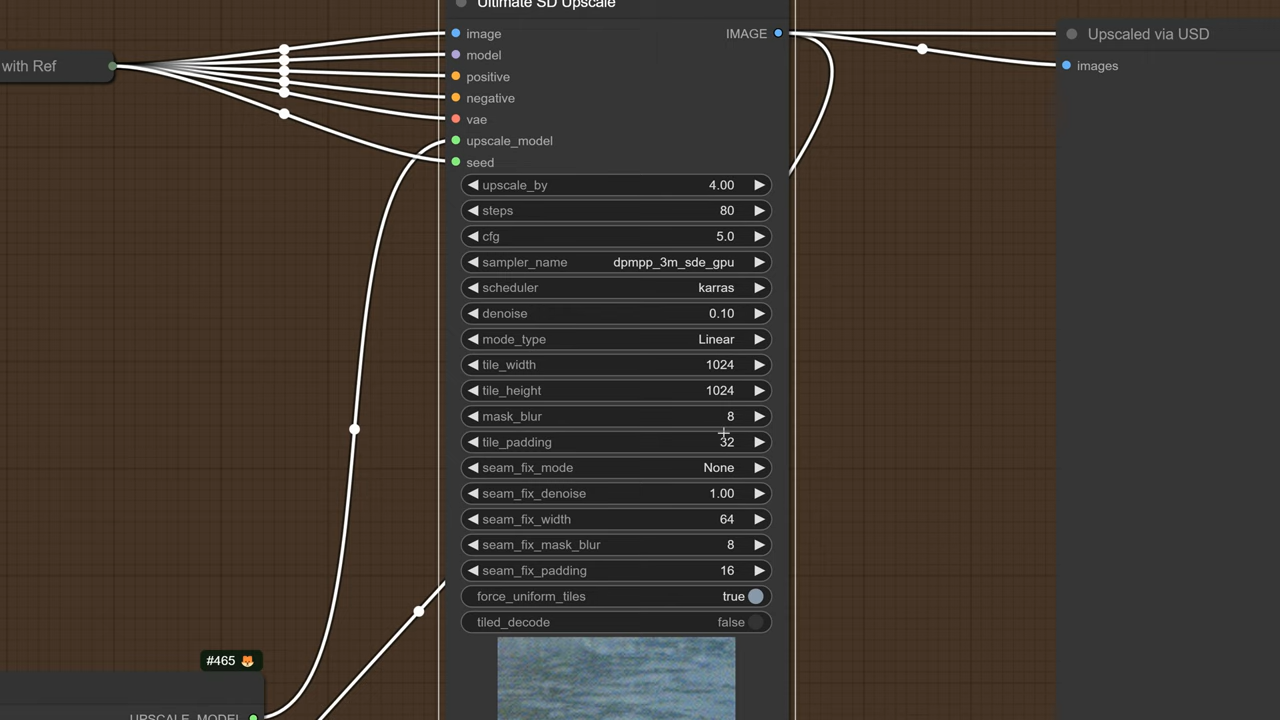 Ultimate SD Upscale
with Ref
image
IMAGE
model
positive
negative
vae
upscale_model
seed
upscale_by 4.00
steps 80
cfg 5.0
sampler_name dpmpp_3m_sde_gpu
scheduler karras
denoise 0.10
mode_type Linear
tile_width 1024
tile_height 1024
mask_blur 8
tile_padding 32
seam_fix_mode None
seam_fix_denoise 1.00
seam_fix_width 64
seam_fix_mask_blur 8
seam_fix_padding 16
force_uniform_tiles true
tiled_decode false
Upscaled via USD
images
#465
UPSCALE_MODEL